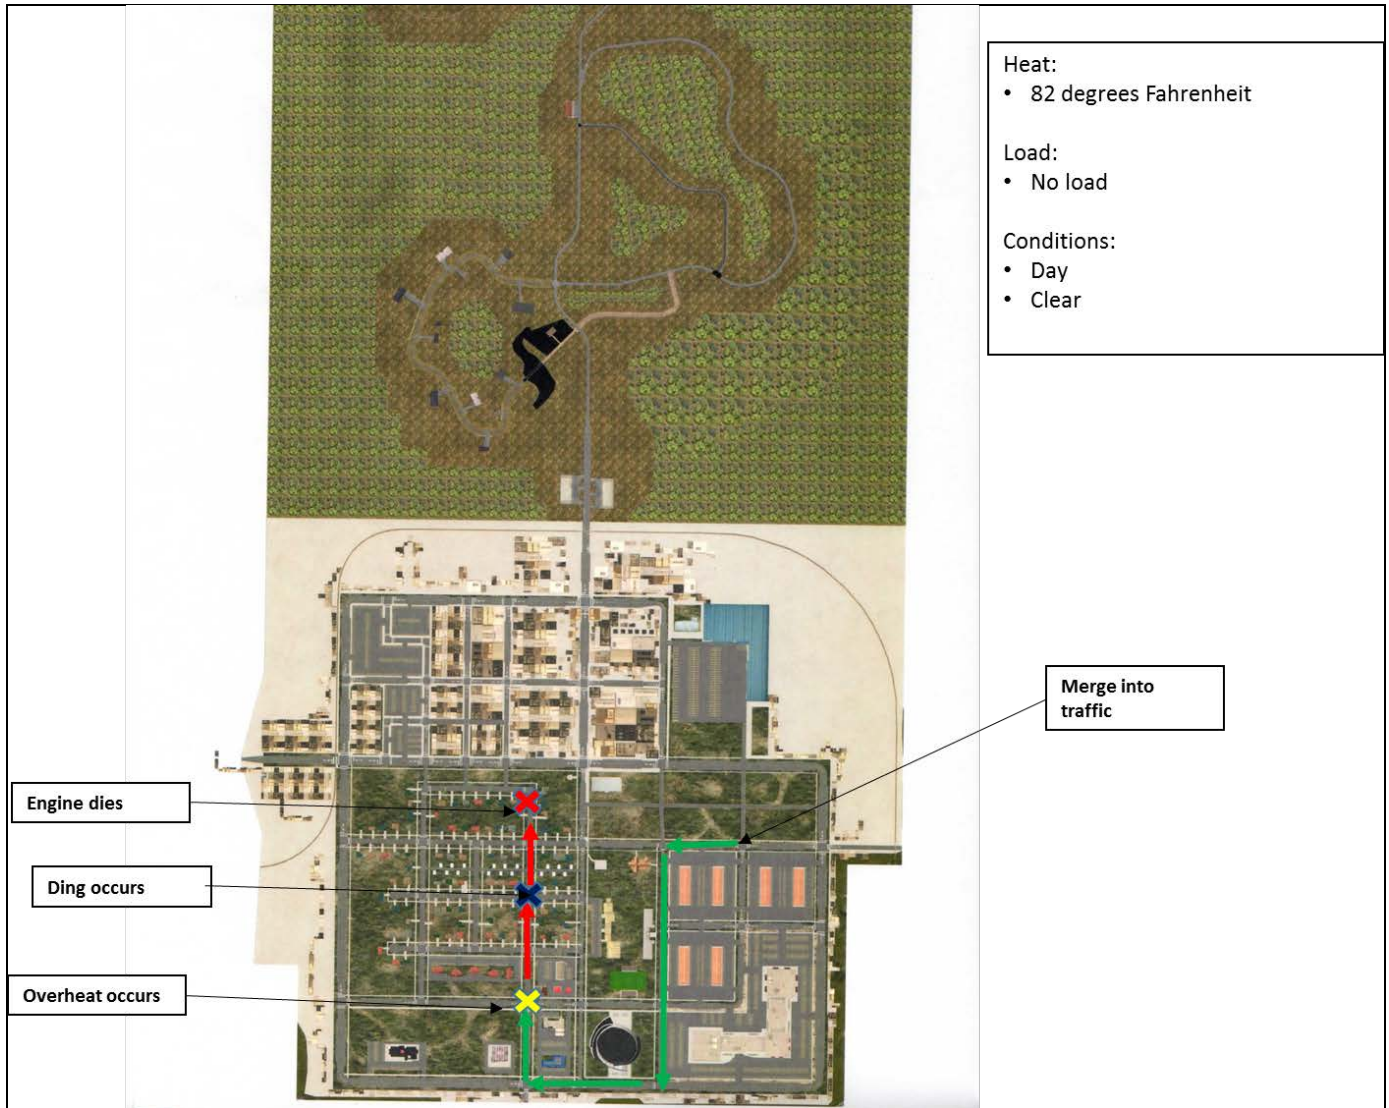 Heat:
• 82 degrees Fahrenheit
Load:
• No load
Conditions:
• Day
• Clear
Merge into
traffic
Engine dies
Ding occurs
Overheat occurs